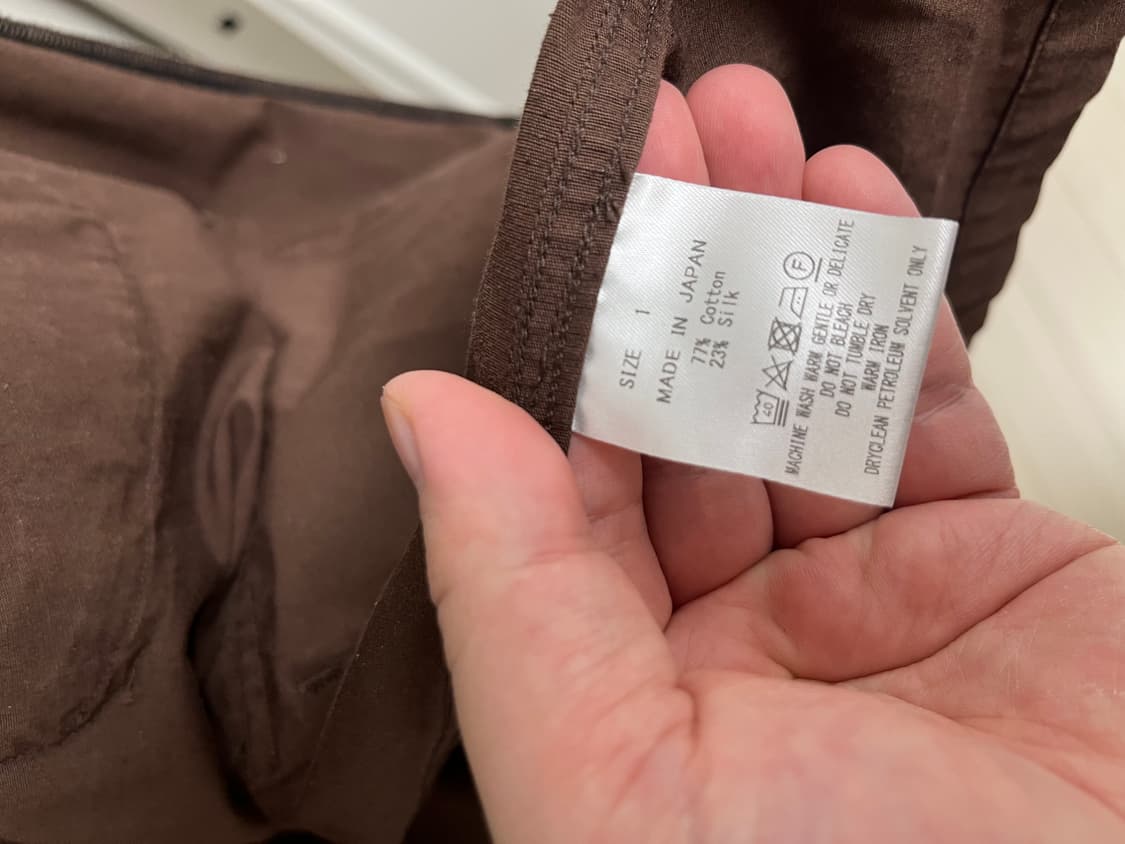 SIZE 1
MADE IN JAPAN
77% Cotton
23% Silk
40 F
MACHINE WASH WARM GENTLE OR DELICATE
DO NOT BLEACH
DO NOT TUMBLE DRY
WARM IRON
DRYCLEAN PETROLEUM SOLVENT ONLY